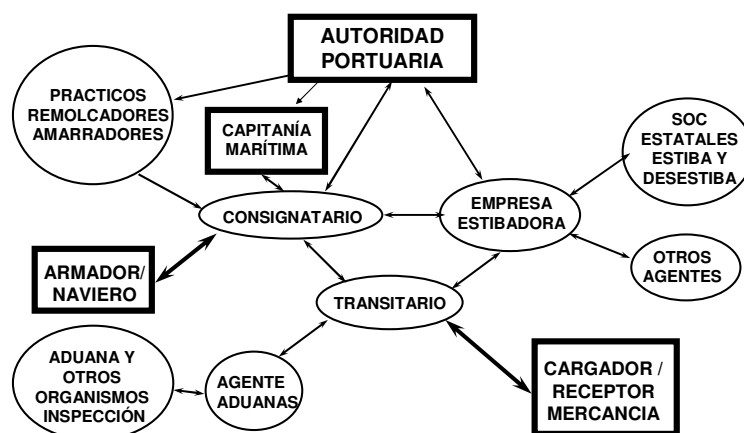 AUTORIDAD
PORTUARIA
PRACTICOS
REMOLCADORES
AMARRADORES
CAPITANÍA
MARÍTIMA
SOC
ESTATALES
ESTIBA Y
DESESTIBA
CONSIGNATARIO
EMPRESA
ESTIBADORA
ARMADOR/
NAVIERO
OTROS
AGENTES
TRANSITARIO
ADUANA Y
OTROS
ORGANISMOS
INSPECCIÓN
AGENTE
ADUANAS
CARGADOR /
RECEPTOR
MERCANCIA